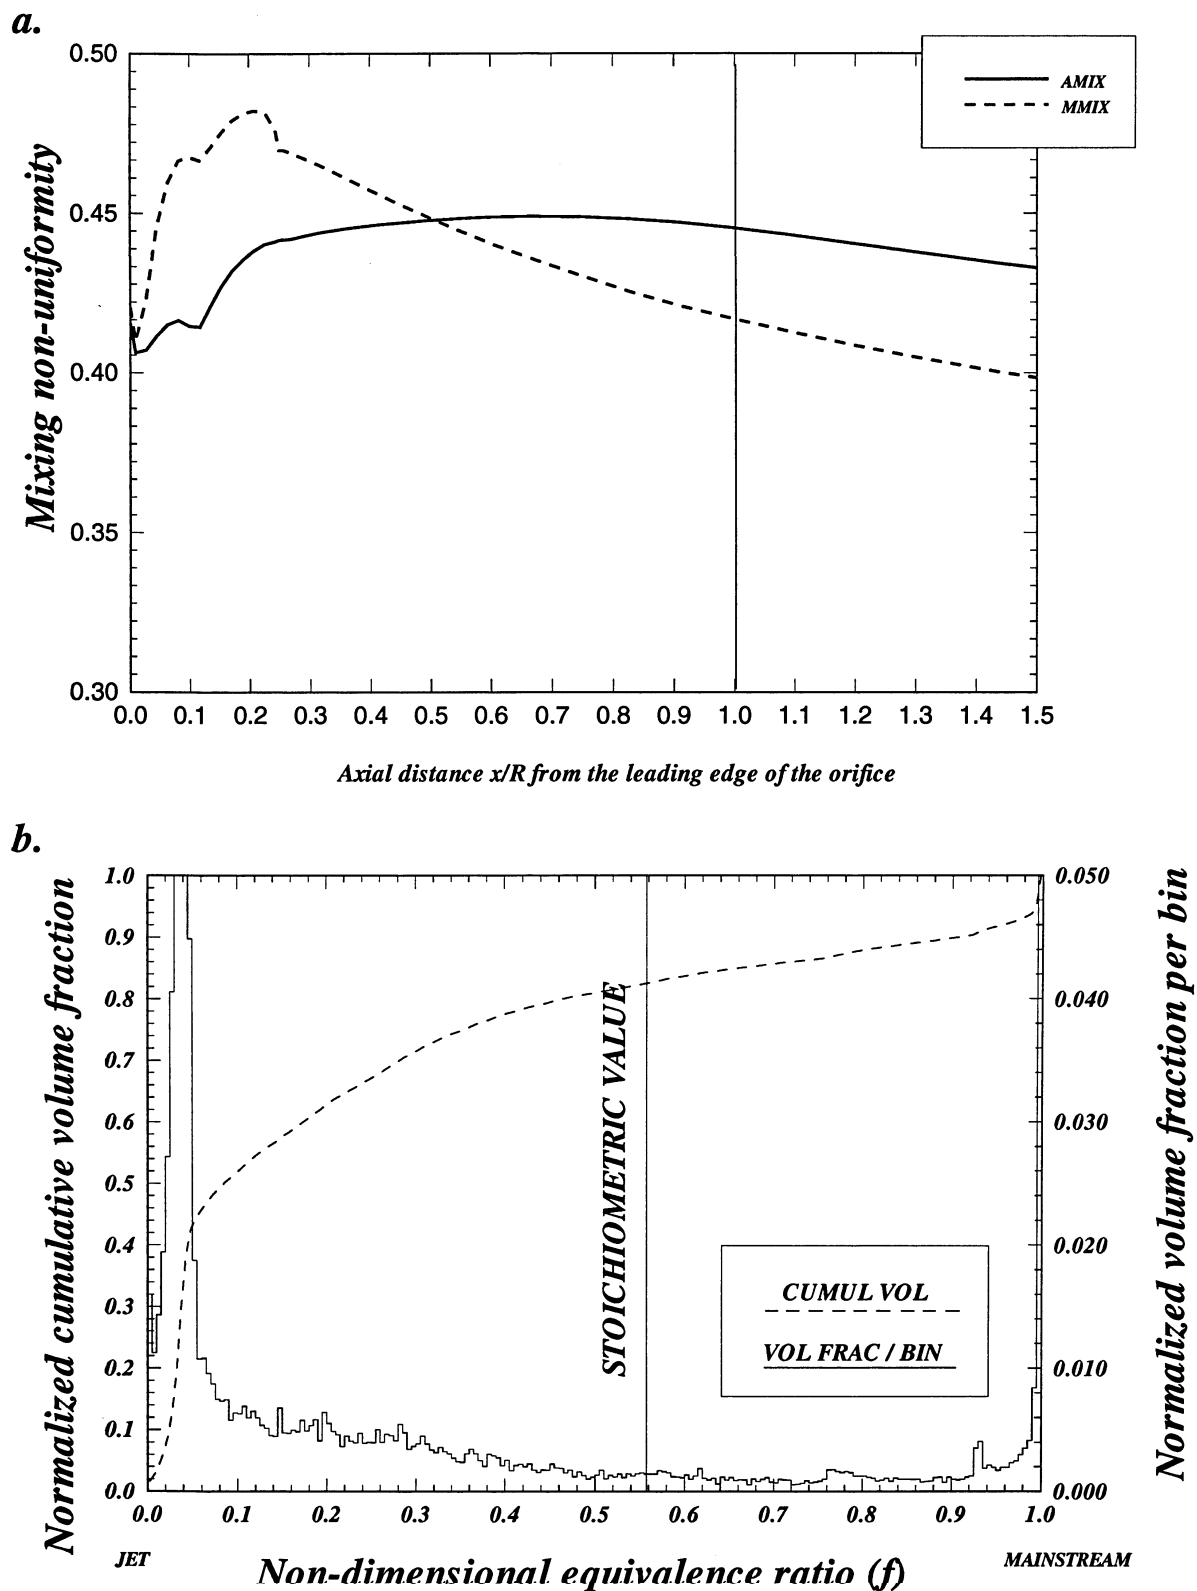 a.
Mixing non-uniformity
0.50
0.45
0.40
0.35
0.30
AMIX
MMIX
0.0 0.1 0.2 0.3 0.4 0.5 0.6 0.7 0.8 0.9 1.0 1.1 1.2 1.3 1.4 1.5
Axial distance x/R from the leading edge of the orifice
b.
Normalized cumulative volume fraction
1.0
0.9
0.8
0.7
0.6
0.5
0.4
0.3
0.2
0.1
0.0
STOICHIOMETRIC VALUE
CUMUL VOL
VOL FRAC / BIN
0.050
0.040
0.030
0.020
0.010
0.000
Normalized volume fraction per bin
0.0 0.1 0.2 0.3 0.4 0.5 0.6 0.7 0.8 0.9 1.0
JET
MAINSTREAM
Non-dimensional equivalence ratio (f)